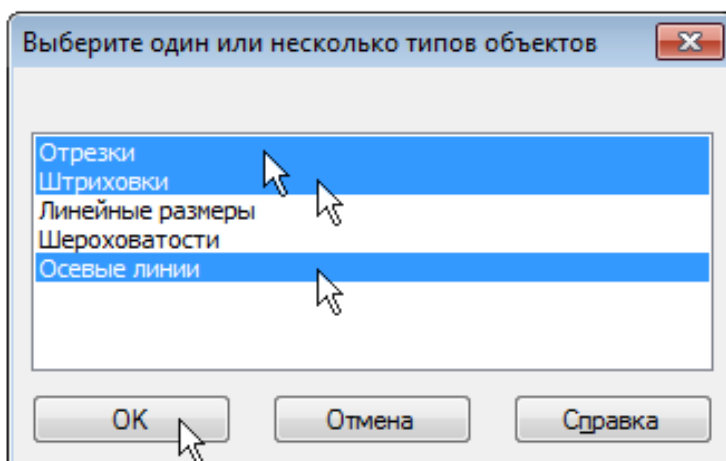 Выберите один или несколько типов объектов
Отрезки
Штриховки
Линейные размеры
Шероховатости
Осевые линии
OK Отмена Справка